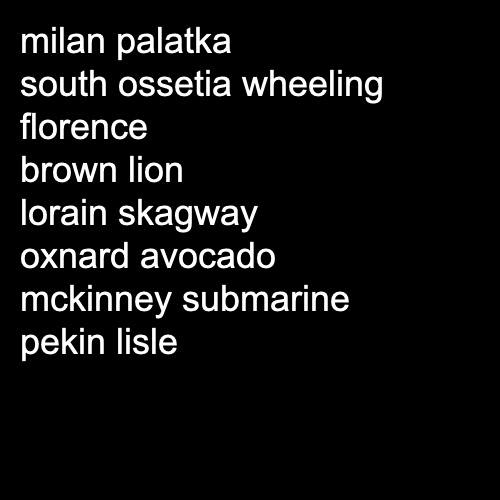 milan palatka
south ossetia wheeling
florence
brown lion
lorain skagway
oxnard avocado
mckinney submarine
pekin lisle